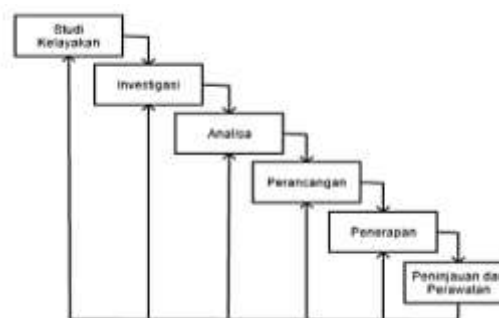 Studi
Kelayakan
Investigasi
Analisa
Perancangan
Penerapan
Peninjauan dan
Perawatan